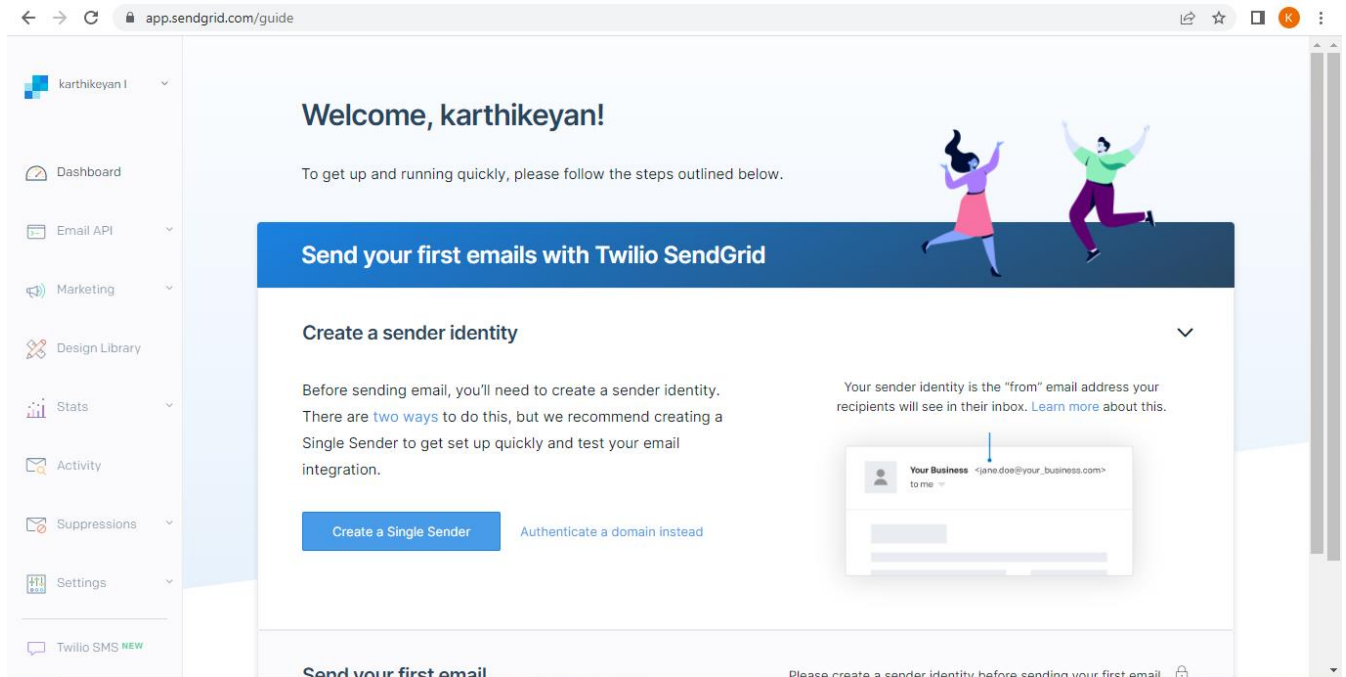 app.sendgrid.com/guide
K
karthikeyan l
Dashboard
Email API
Marketing
Design Library
Stats
Activity
Suppressions
Settings
Twilio SMS NEW
Welcome, karthikeyan!
To get up and running quickly, please follow the steps outlined below.
Send your first emails with Twilio SendGrid
Create a sender identity
Before sending email, you'll need to create a sender identity.
There are two ways to do this, but we recommend creating a
Single Sender to get set up quickly and test your email
integration.
Create a Single Sender
Authenticate a domain instead
Your sender identity is the "from" email address your
recipients will see in their inbox. Learn more about this.
Your Business <jane.doe@your_business.com>
to me
Send your first email
Please create a sender identity before sending your first email.